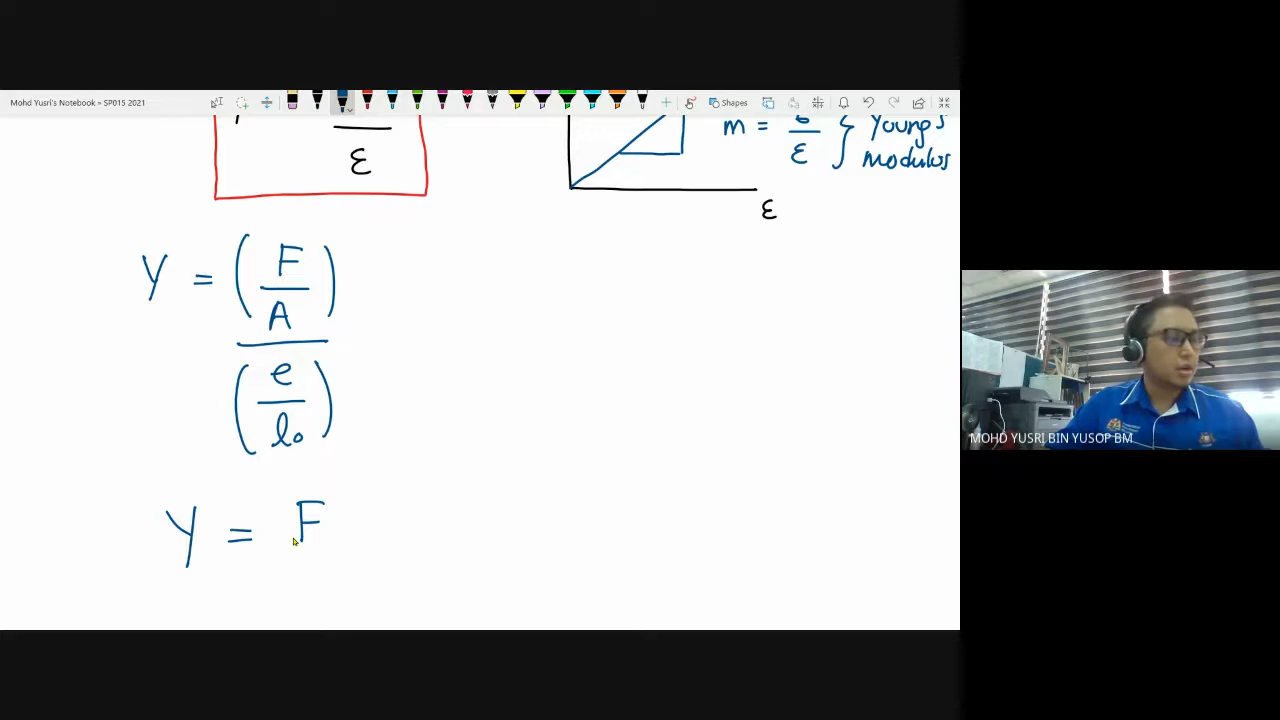 Mohd Yusri's Notebook » SP015 2021
Shapes
m = ε } Young's
modulus
ε
ε
Y = (F/A)
(e/l₀)
Y = F
MOHD YUSRI BIN YUSOP BM